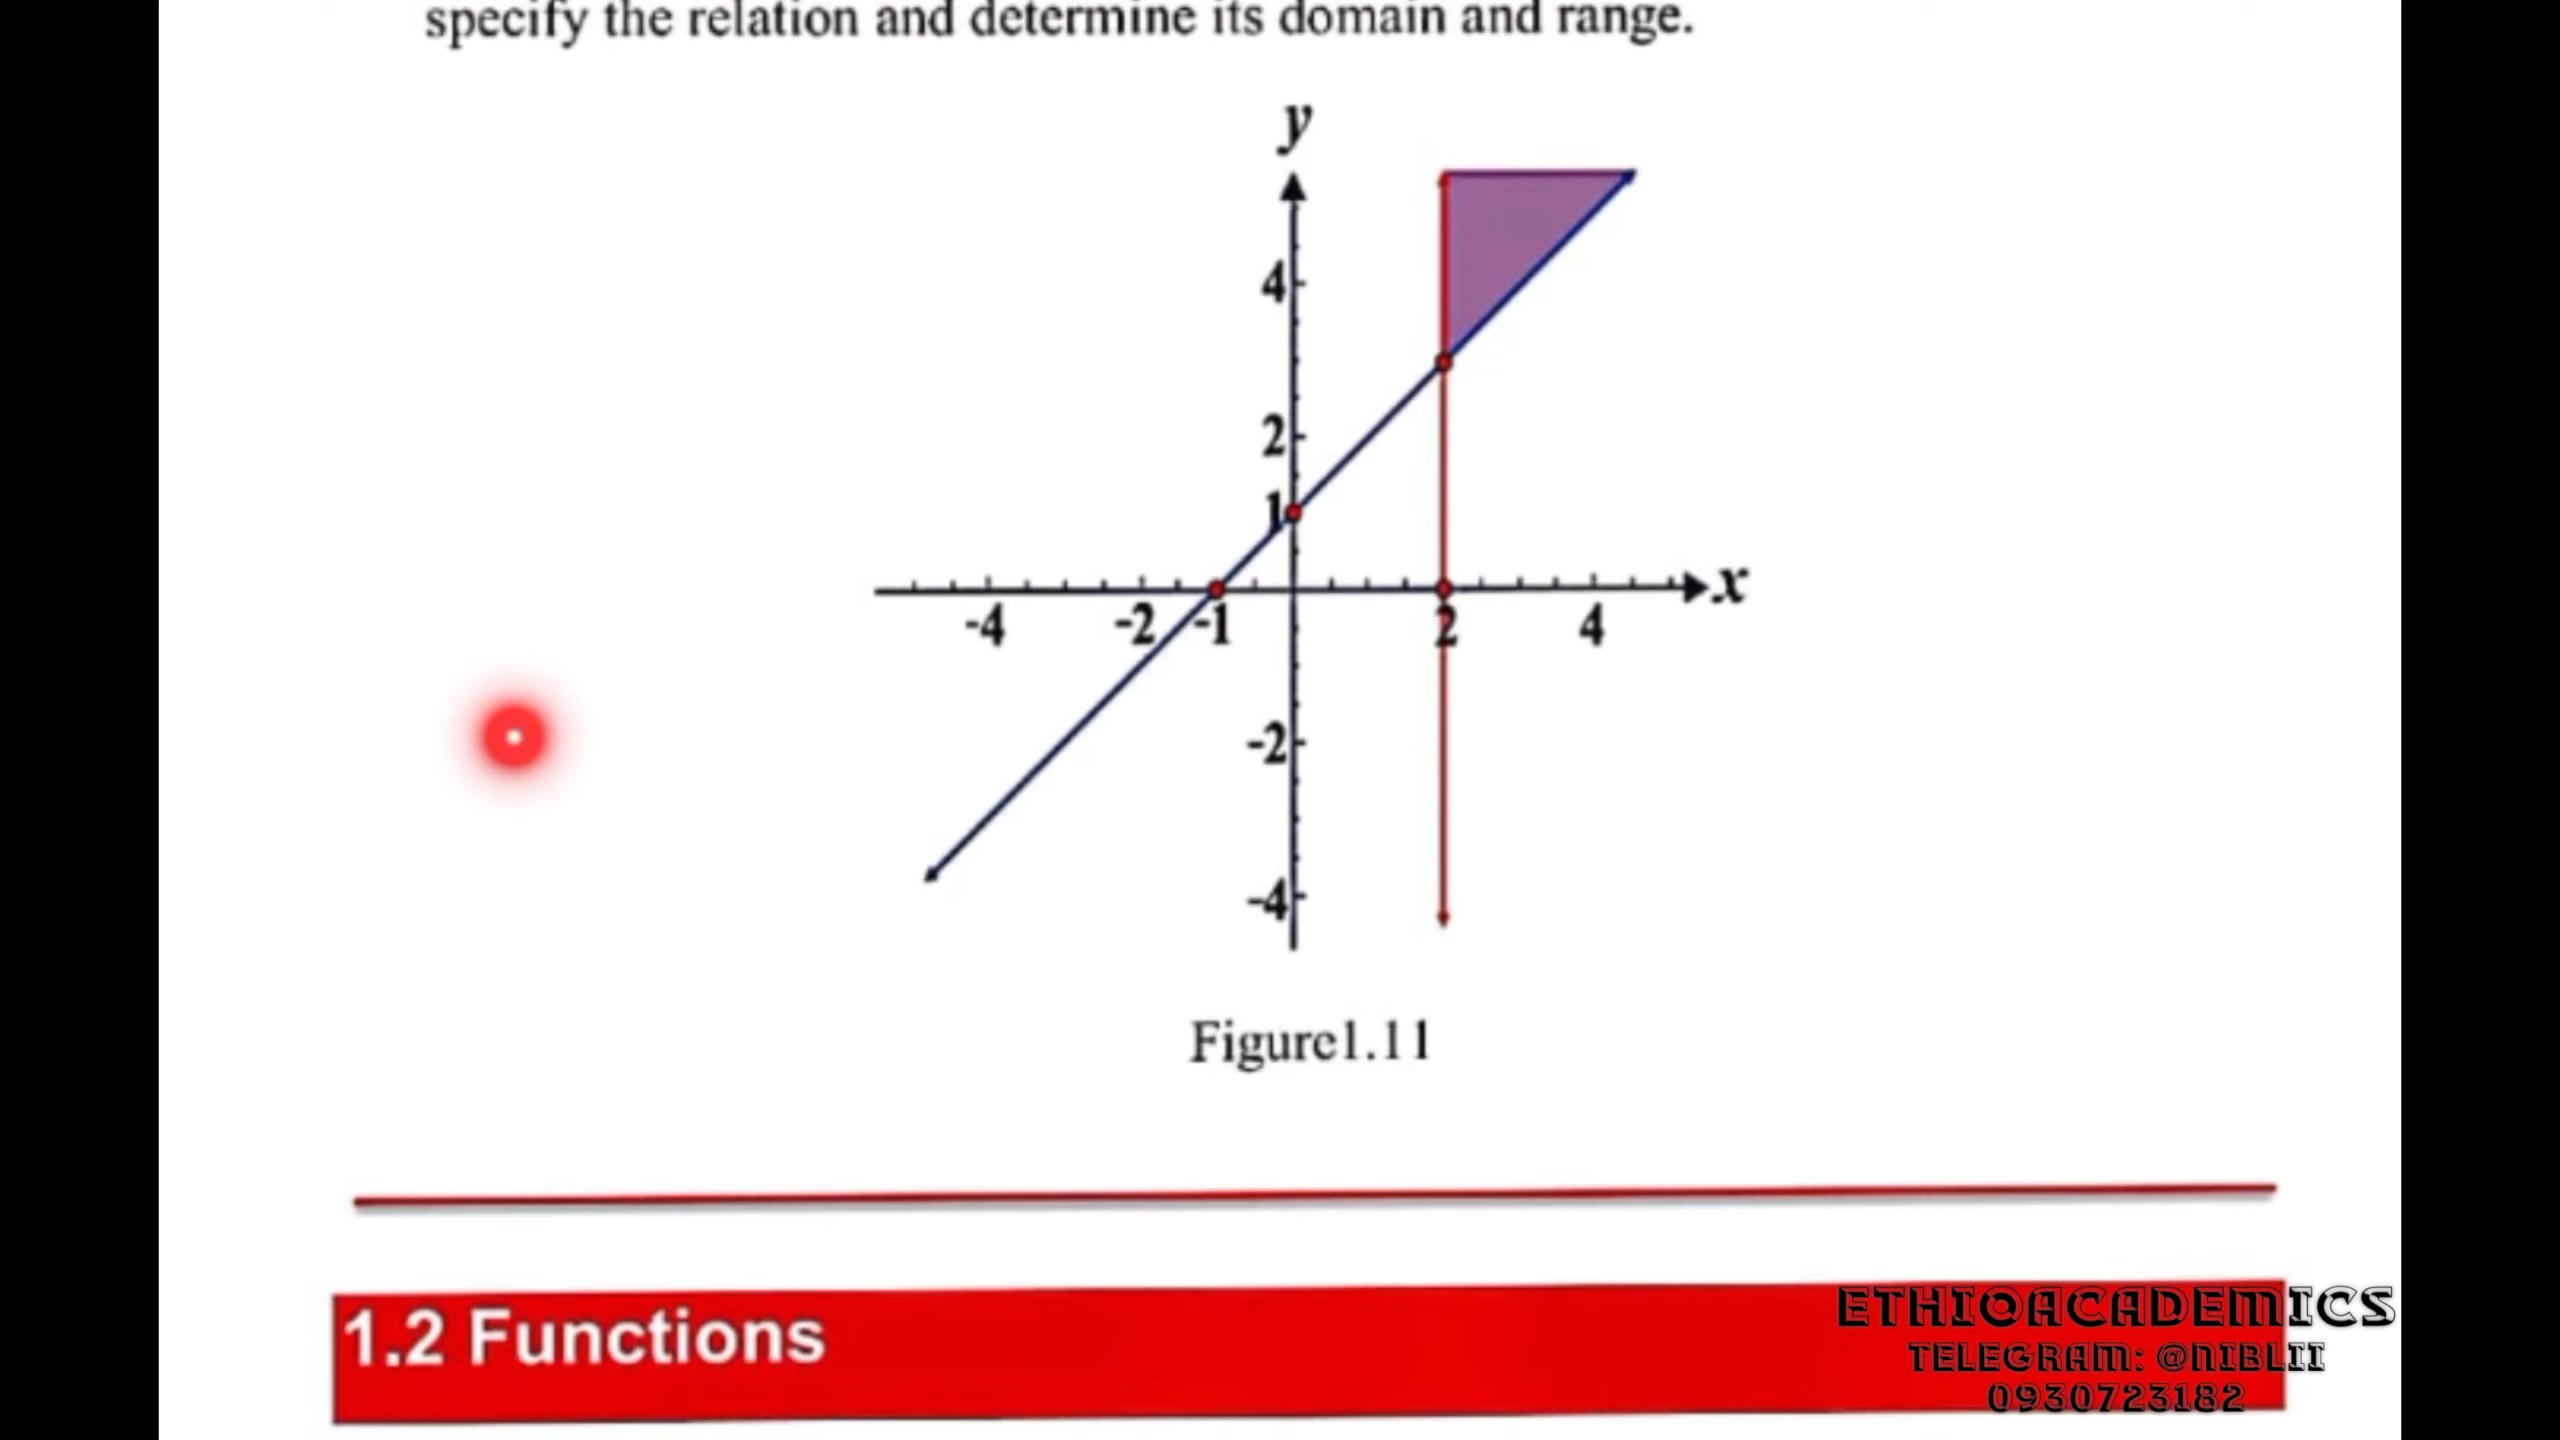 specify the relation and determine its domain and range.
y
4
2
1
-4 -2 -1 2 4 x
-2
-4
Figure1.11
1.2 Functions
ETHIOACADEMICS
TELEGRAM: @NIBLII
0930723182